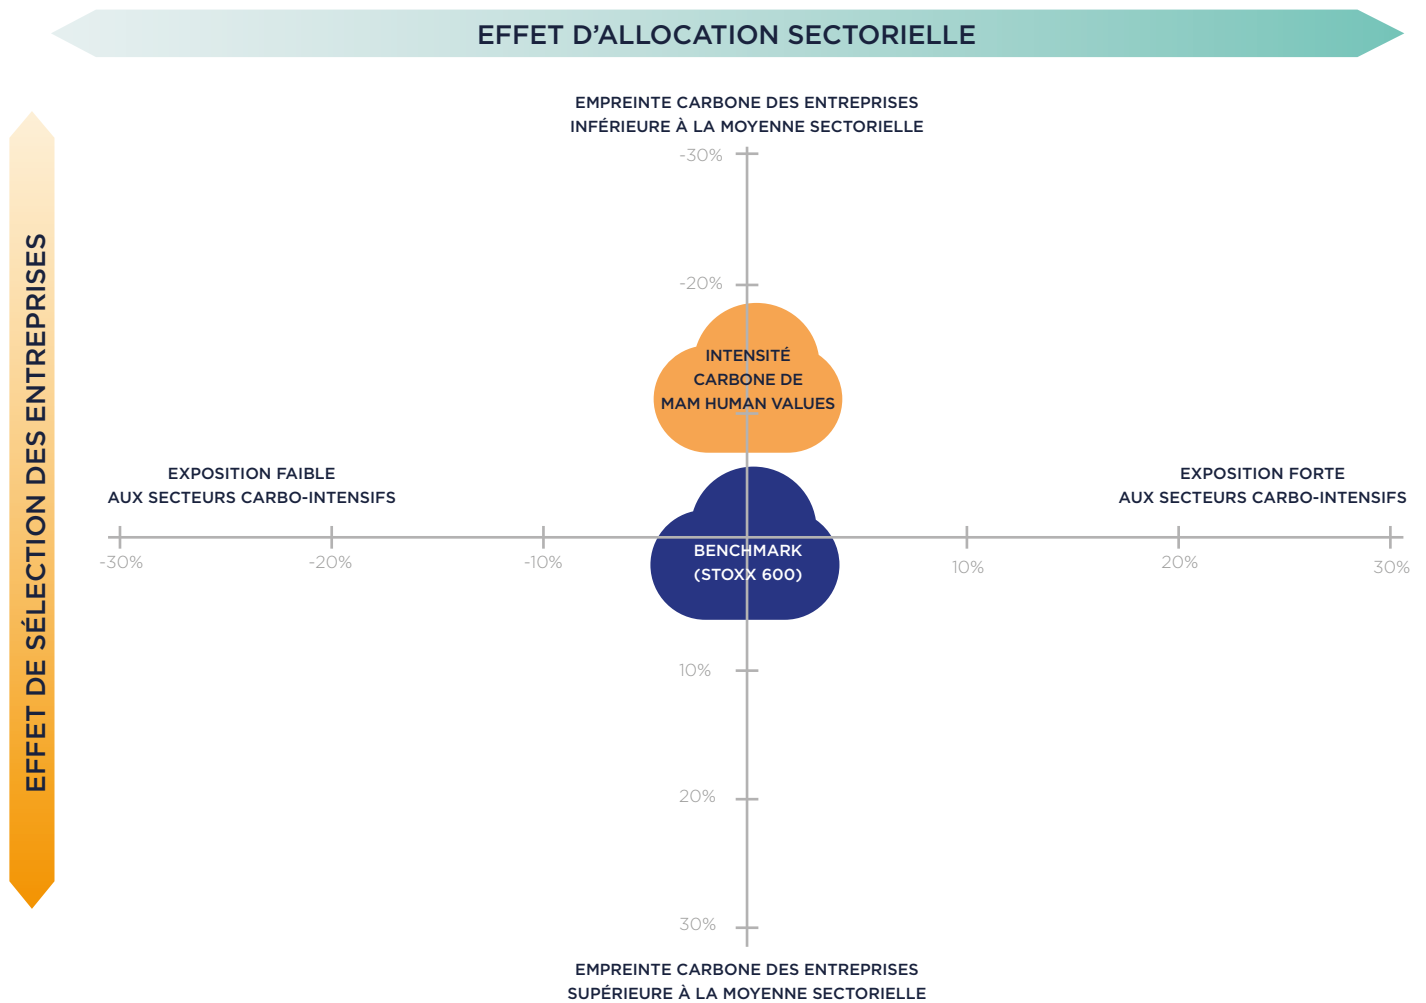 EFFET D’ALLOCATION SECTORIELLE
EFFET DE SÉLECTION DES ENTREPRISES
EMPREINTE CARBONE DES ENTREPRISES
INFÉRIEURE À LA MOYENNE SECTORIELLE
-30%
-20%
INTENSITÉ
CARBONE DE
MAM HUMAN VALUES
EXPOSITION FAIBLE
AUX SECTEURS CARBO-INTENSIFS
EXPOSITION FORTE
AUX SECTEURS CARBO-INTENSIFS
-30%
-20%
-10%
BENCHMARK
(STOXX 600)
10%
20%
30%
10%
20%
30%
EMPREINTE CARBONE DES ENTREPRISES
SUPÉRIEURE À LA MOYENNE SECTORIELLE